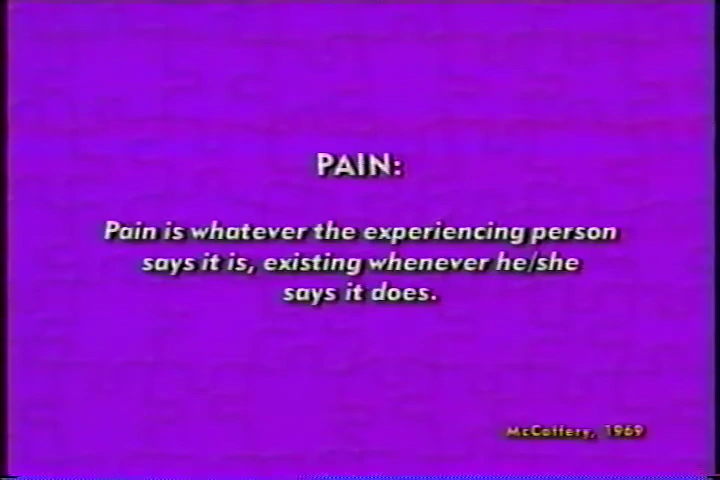 PAIN:
Pain is whatever the experiencing person
says it is, existing whenever he/she
says it does.
McCaffery, 1969